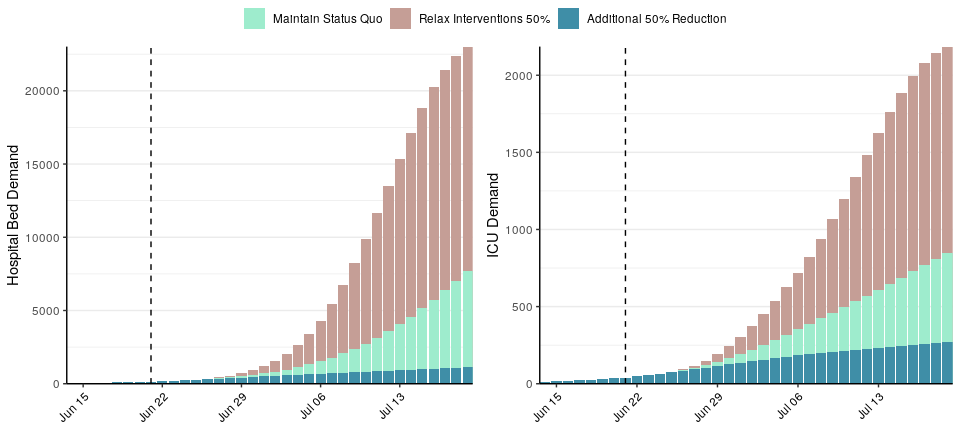 Maintain Status Quo Relax Interventions 50% Additional 50% Reduction
Hospital Bed Demand
20000
15000
10000
5000
0
Jun 15 Jun 22 Jun 29 Jul 06 Jul 13
ICU Demand
2000
1500
1000
500
0
Jun 15 Jun 22 Jun 29 Jul 06 Jul 13